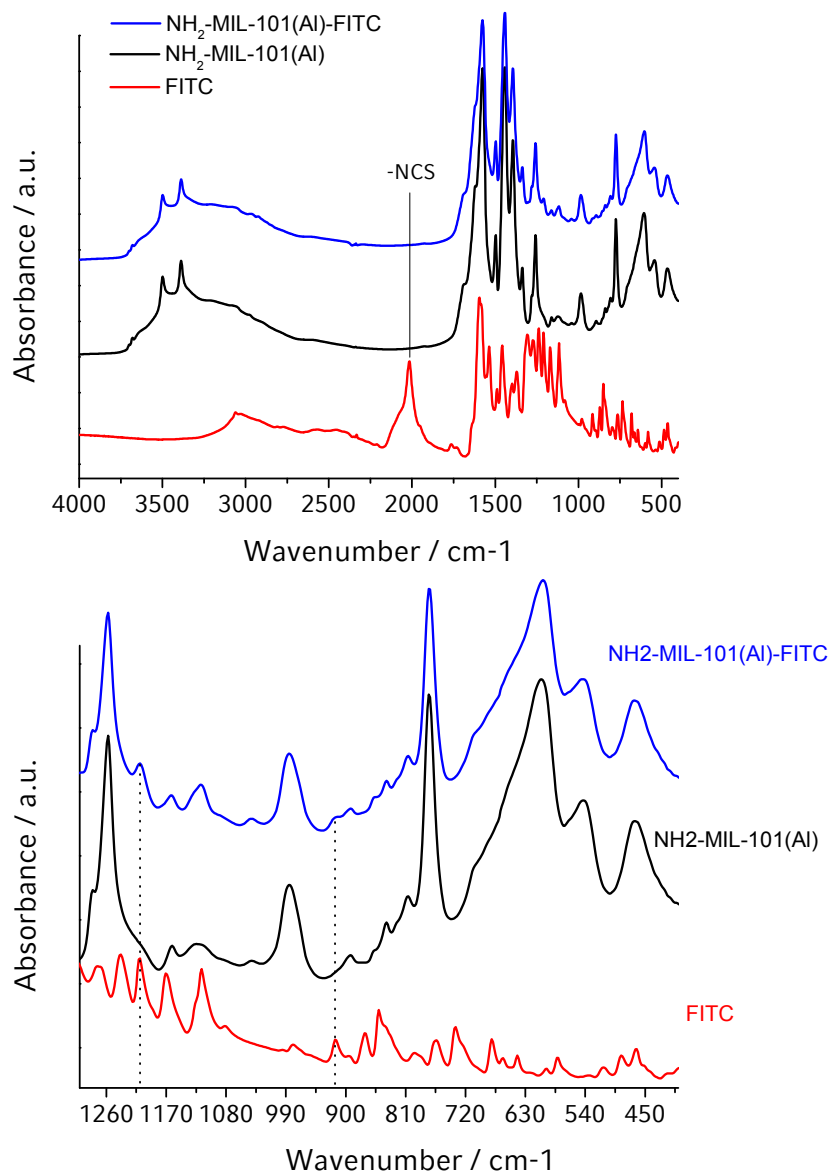 NH₂-MIL-101(Al)-FITC
NH₂-MIL-101(Al)
FITC
-NCS
Absorbance / a.u.
4000 3500 3000 2500 2000 1500 1000 500
Wavenumber / cm-1
NH2-MIL-101(Al)-FITC
NH2-MIL-101(Al)
FITC
Absorbance / a.u.
1260 1170 1080 990 900 810 720 630 540 450
Wavenumber / cm-1